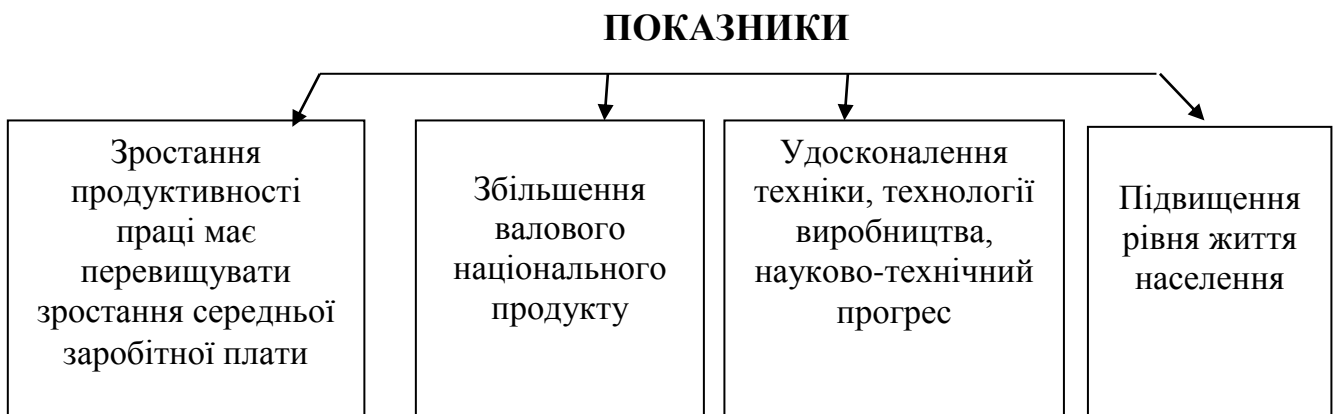 ПОКАЗНИКИ
Зростання
продуктивності
праці має
перевищувати
зростання середньої
заробітної плати
Збільшення
валового
національного
продукту
Удосконалення
техніки, технології
виробництва,
науково-технічний
прогрес
Підвищення
рівня життя
населення